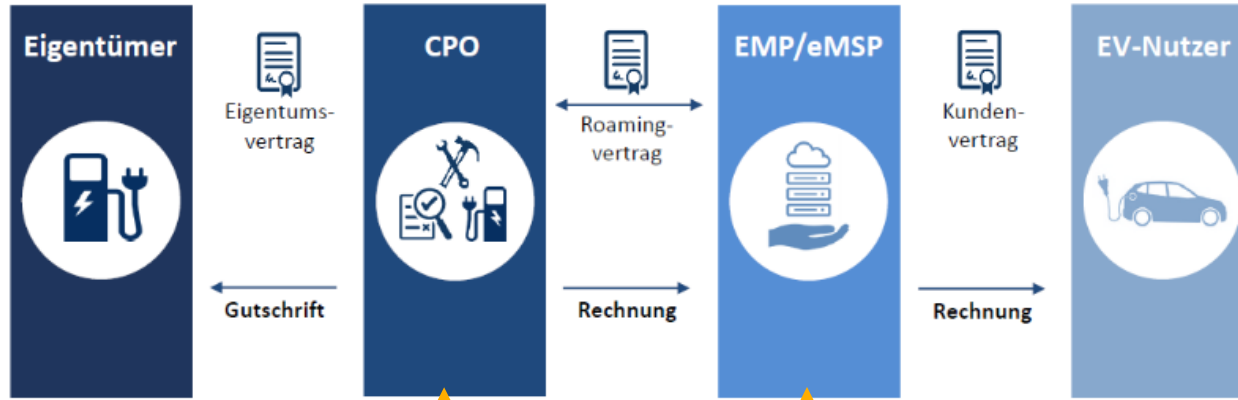 Eigentümer
CPO
EMP/eMSP
EV-Nutzer
Eigentums-
vertrag
Roaming-
vertrag
Kunden-
vertrag
Gutschrift
Rechnung
Rechnung